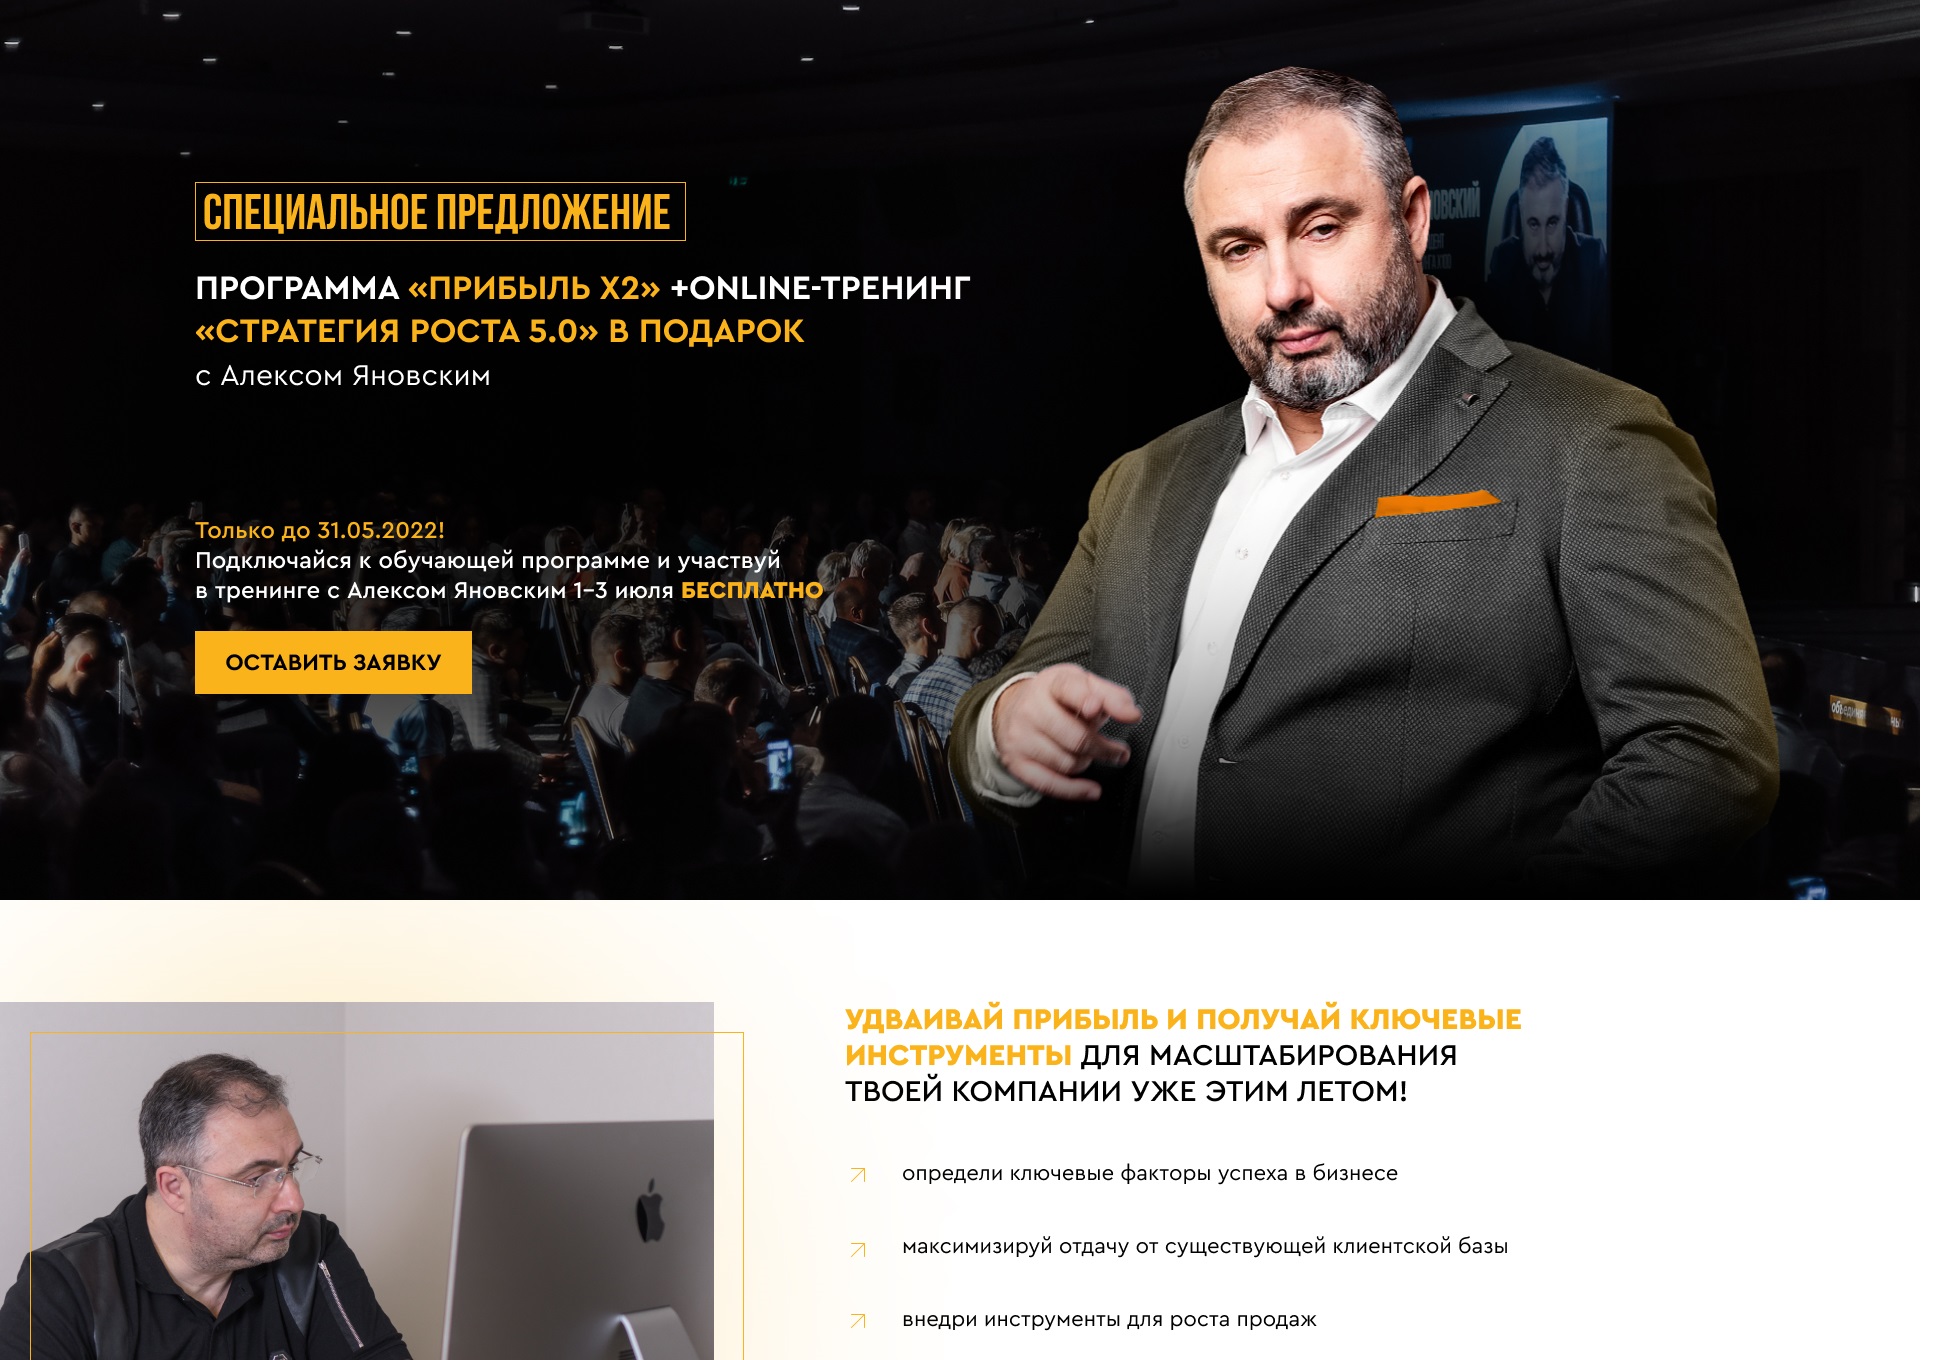 СПЕЦИАЛЬНОЕ ПРЕДЛОЖЕНИЕ
ПРОГРАММА «ПРИБЫЛЬ Х2» +ONLINE-ТРЕНИНГ
«СТРАТЕГИЯ РОСТА 5.0» В ПОДАРОК
с Алексом Яновским
Только до 31.05.2022!
Подключайся к обучающей программе и участвуй
в тренинге с Алексом Яновским 1-3 июля БЕСПЛАТНО
ОСТАВИТЬ ЗАЯВКУ
УДВАИВАЙ ПРИБЫЛЬ И ПОЛУЧАЙ КЛЮЧЕВЫЕ
ИНСТРУМЕНТЫ ДЛЯ МАСШТАБИРОВАНИЯ
ТВОЕЙ КОМПАНИИ УЖЕ ЭТИМ ЛЕТОМ!
определи ключевые факторы успеха в бизнесе
максимизируй отдачу от существующей клиентской базы
внедри инструменты для роста продаж